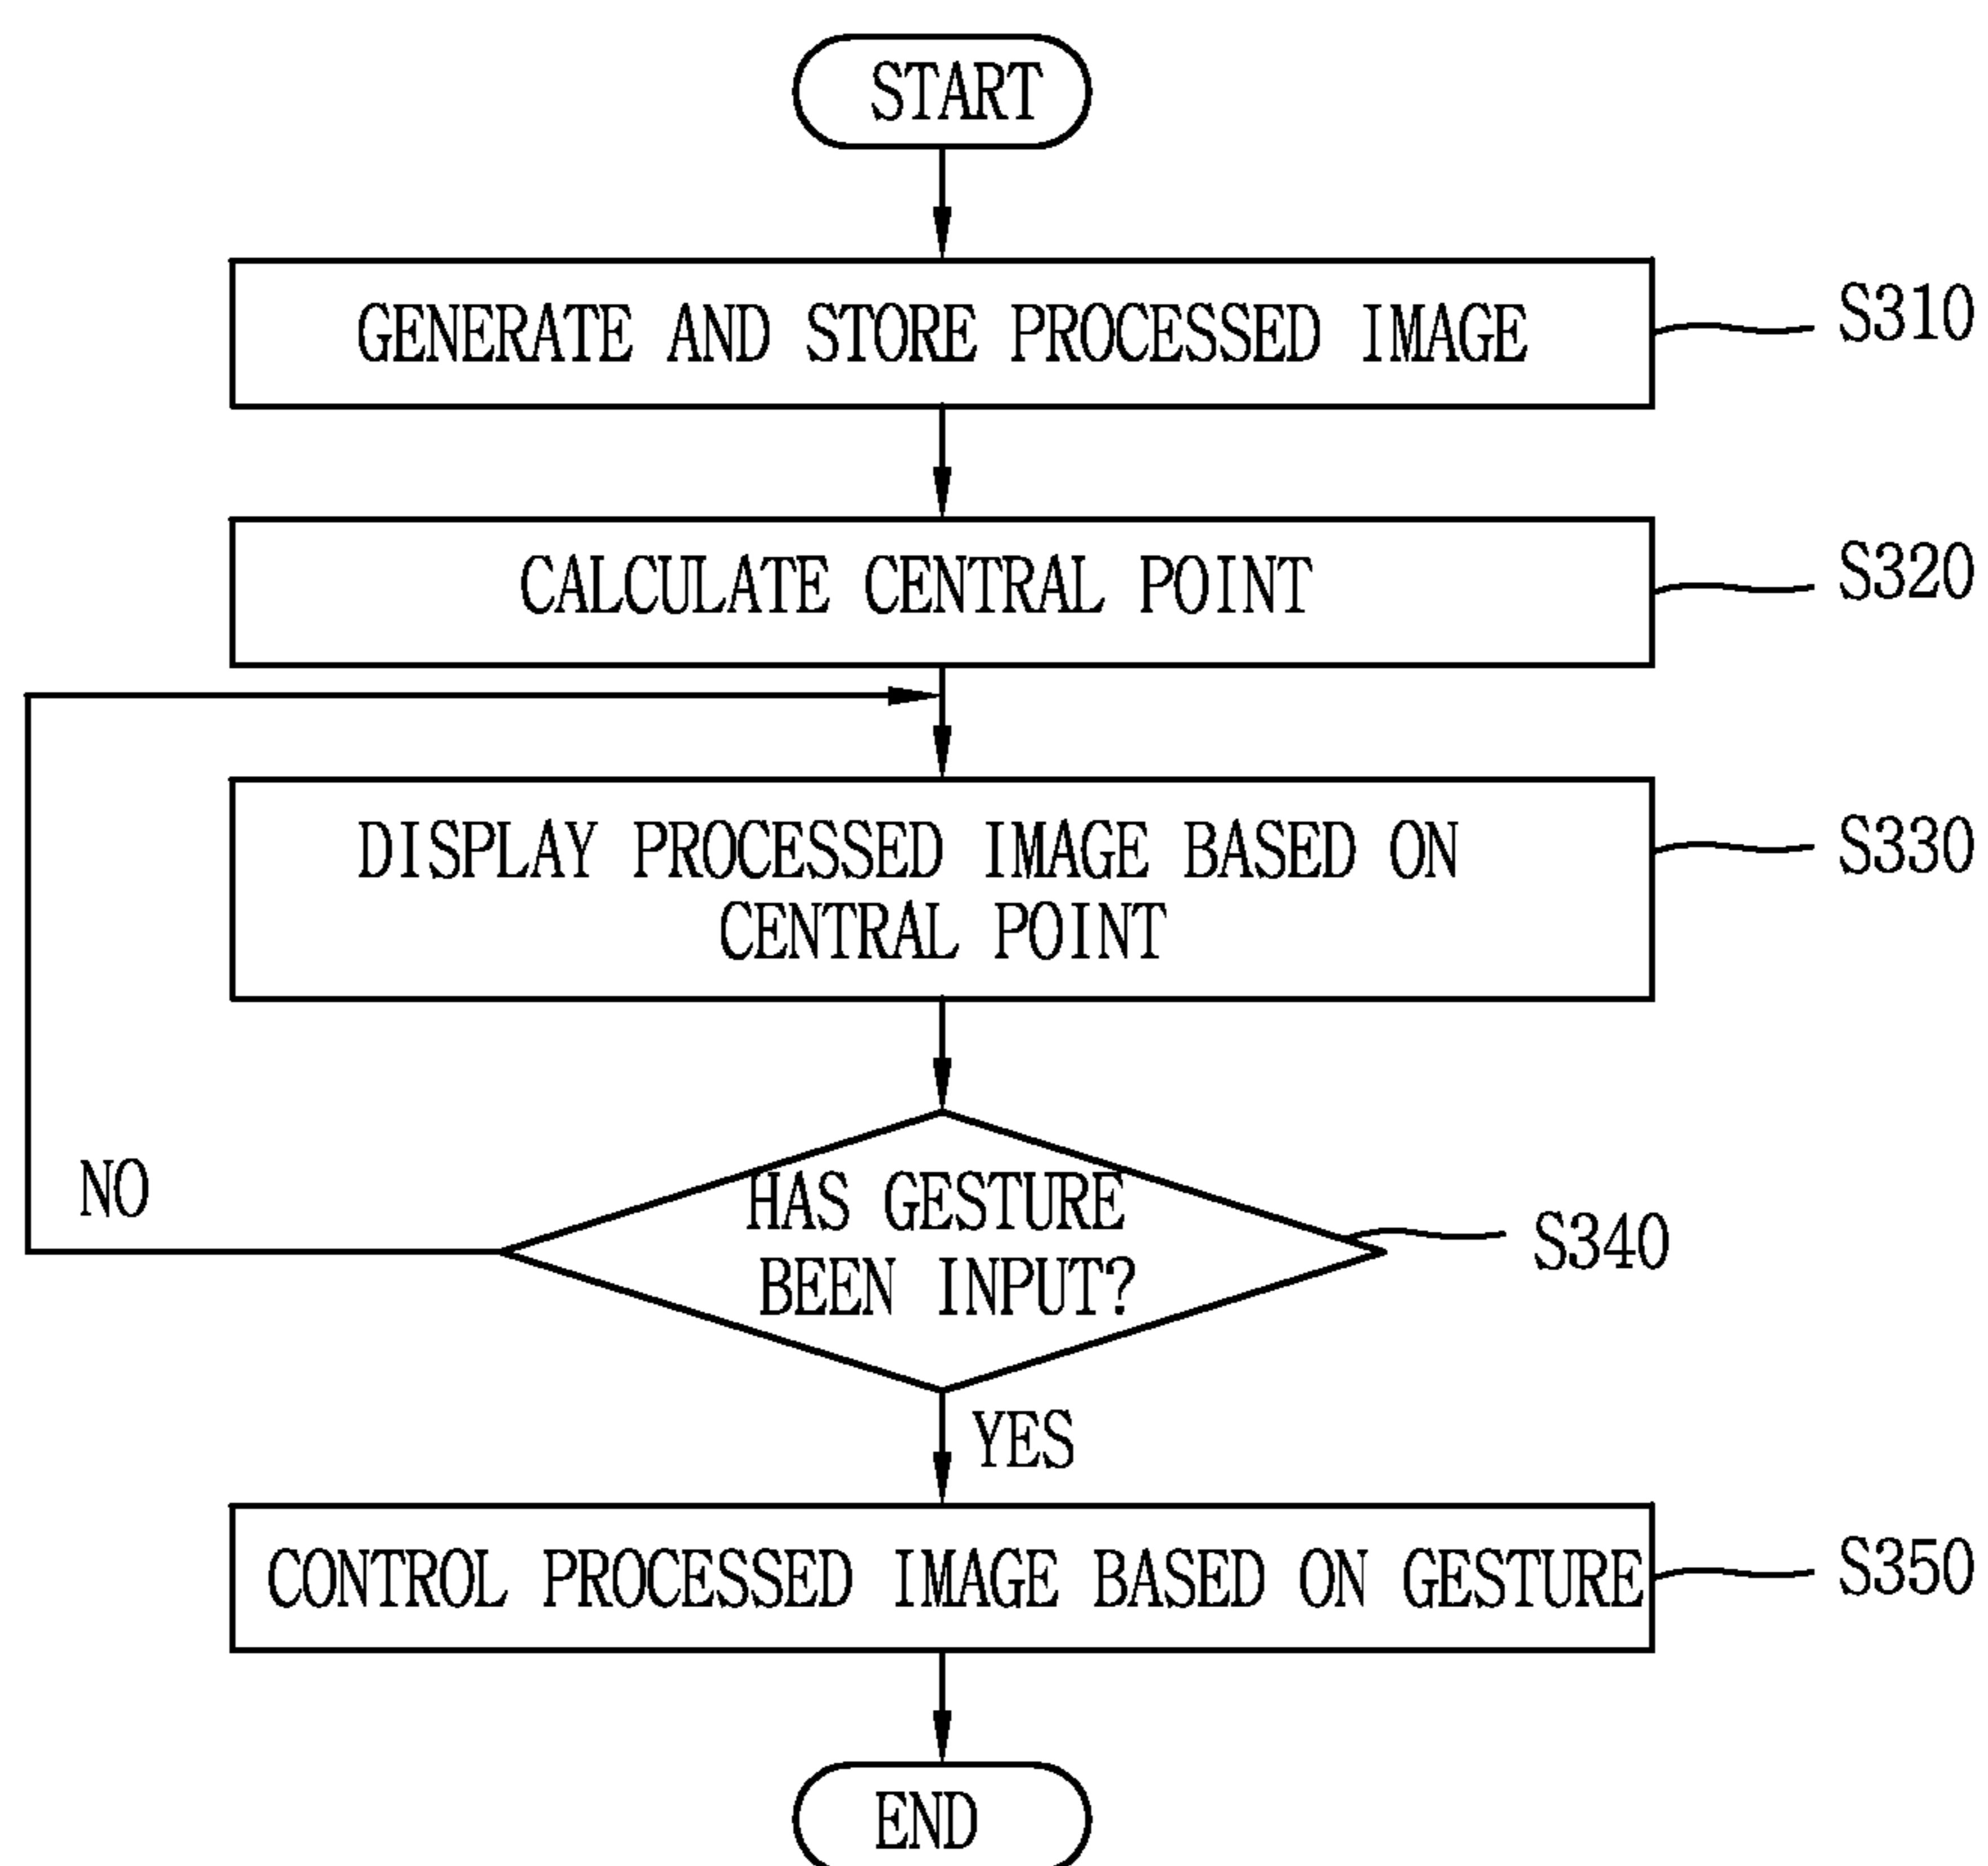 START
GENERATE AND STORE PROCESSED IMAGE
S310
CALCULATE CENTRAL POINT
S320
DISPLAY PROCESSED IMAGE BASED ON
CENTRAL POINT
S330
NO
HAS GESTURE
BEEN INPUT?
S340
YES
CONTROL PROCESSED IMAGE BASED ON GESTURE
S350
END